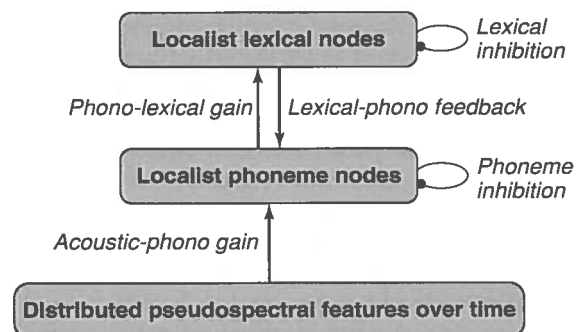 Localist lexical nodes
Lexical
inhibition
Phono-lexical gain
Lexical-phono feedback
Localist phoneme nodes
Phoneme
inhibition
Acoustic-phono gain
Distributed pseudospectral features over time